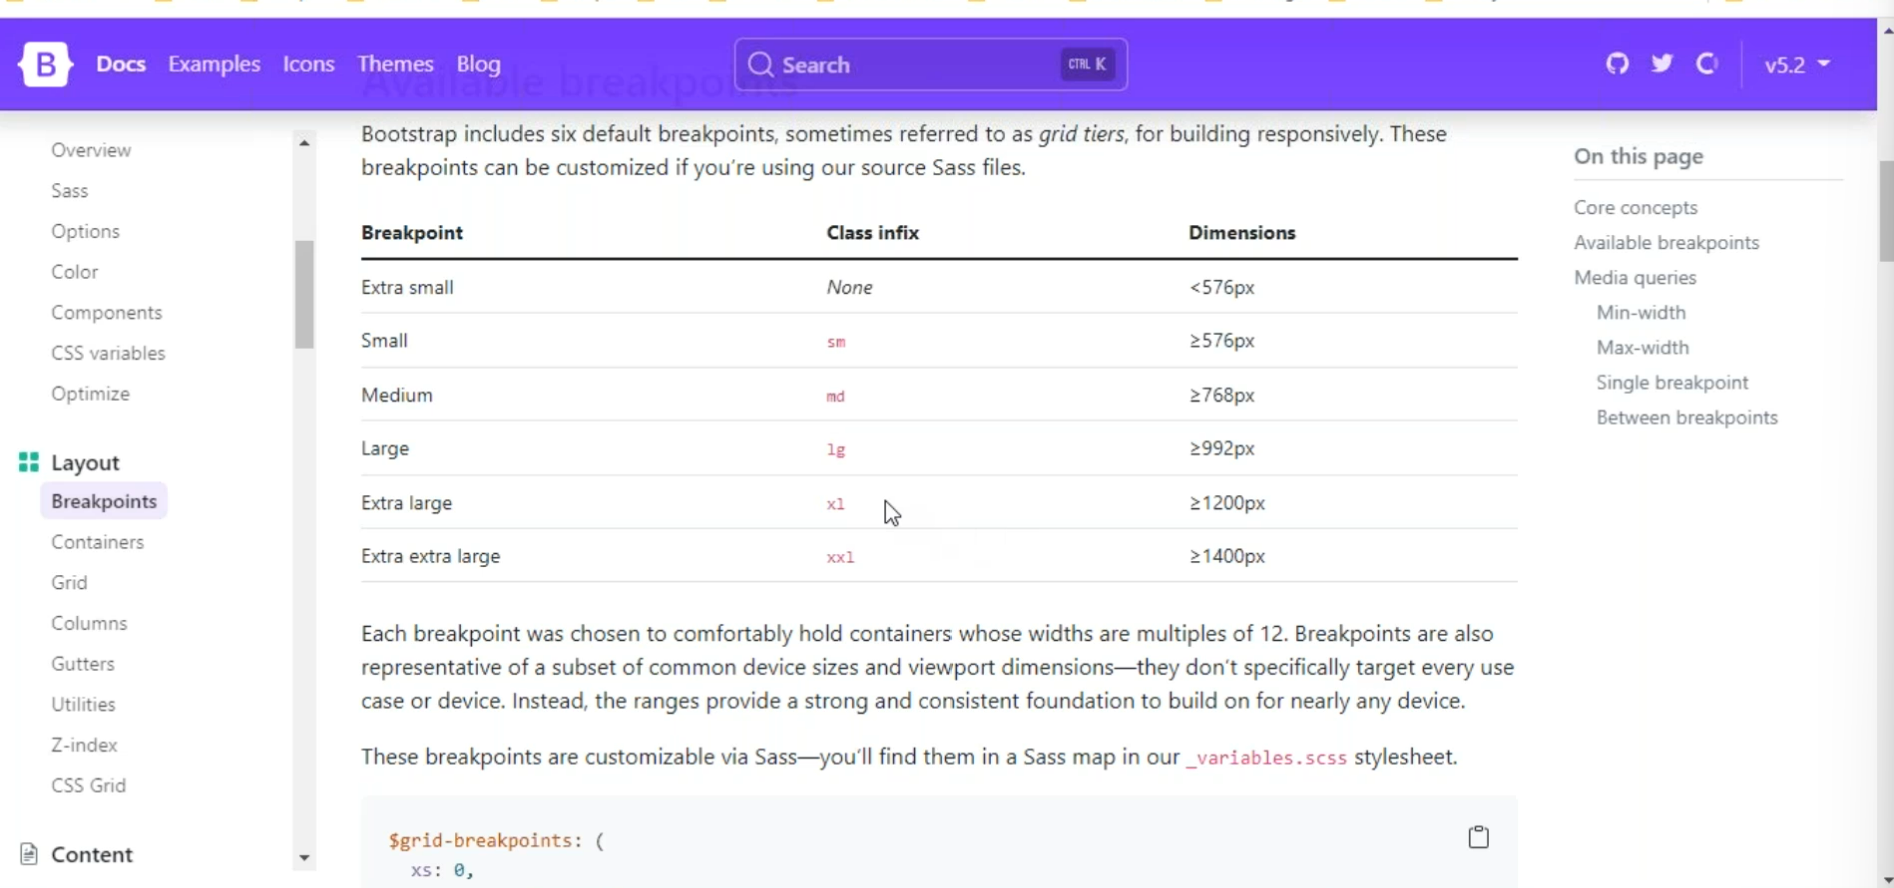 B Docs Examples Icons Themes Blog Search CTRL K v5.2
Available breakpoints
Overview
Sass
Options
Color
Components
CSS variables
Optimize
Layout
Breakpoints
Containers
Grid
Columns
Gutters
Utilities
Z-index
CSS Grid
Content
Bootstrap includes six default breakpoints, sometimes referred to as grid tiers, for building responsively. These
breakpoints can be customized if you’re using our source Sass files.
Breakpoint Class infix Dimensions
Extra small None <576px
Small sm ≥576px
Medium md ≥768px
Large lg ≥992px
Extra large xl ≥1200px
Extra extra large xxl ≥1400px
Each breakpoint was chosen to comfortably hold containers whose widths are multiples of 12. Breakpoints are also
representative of a subset of common device sizes and viewport dimensions—they don’t specifically target every use
case or device. Instead, the ranges provide a strong and consistent foundation to build on for nearly any device.
These breakpoints are customizable via Sass—you’ll find them in a Sass map in our _variables.scss stylesheet.
$grid-breakpoints: (
xs: 0,
On this page
Core concepts
Available breakpoints
Media queries
Min-width
Max-width
Single breakpoint
Between breakpoints